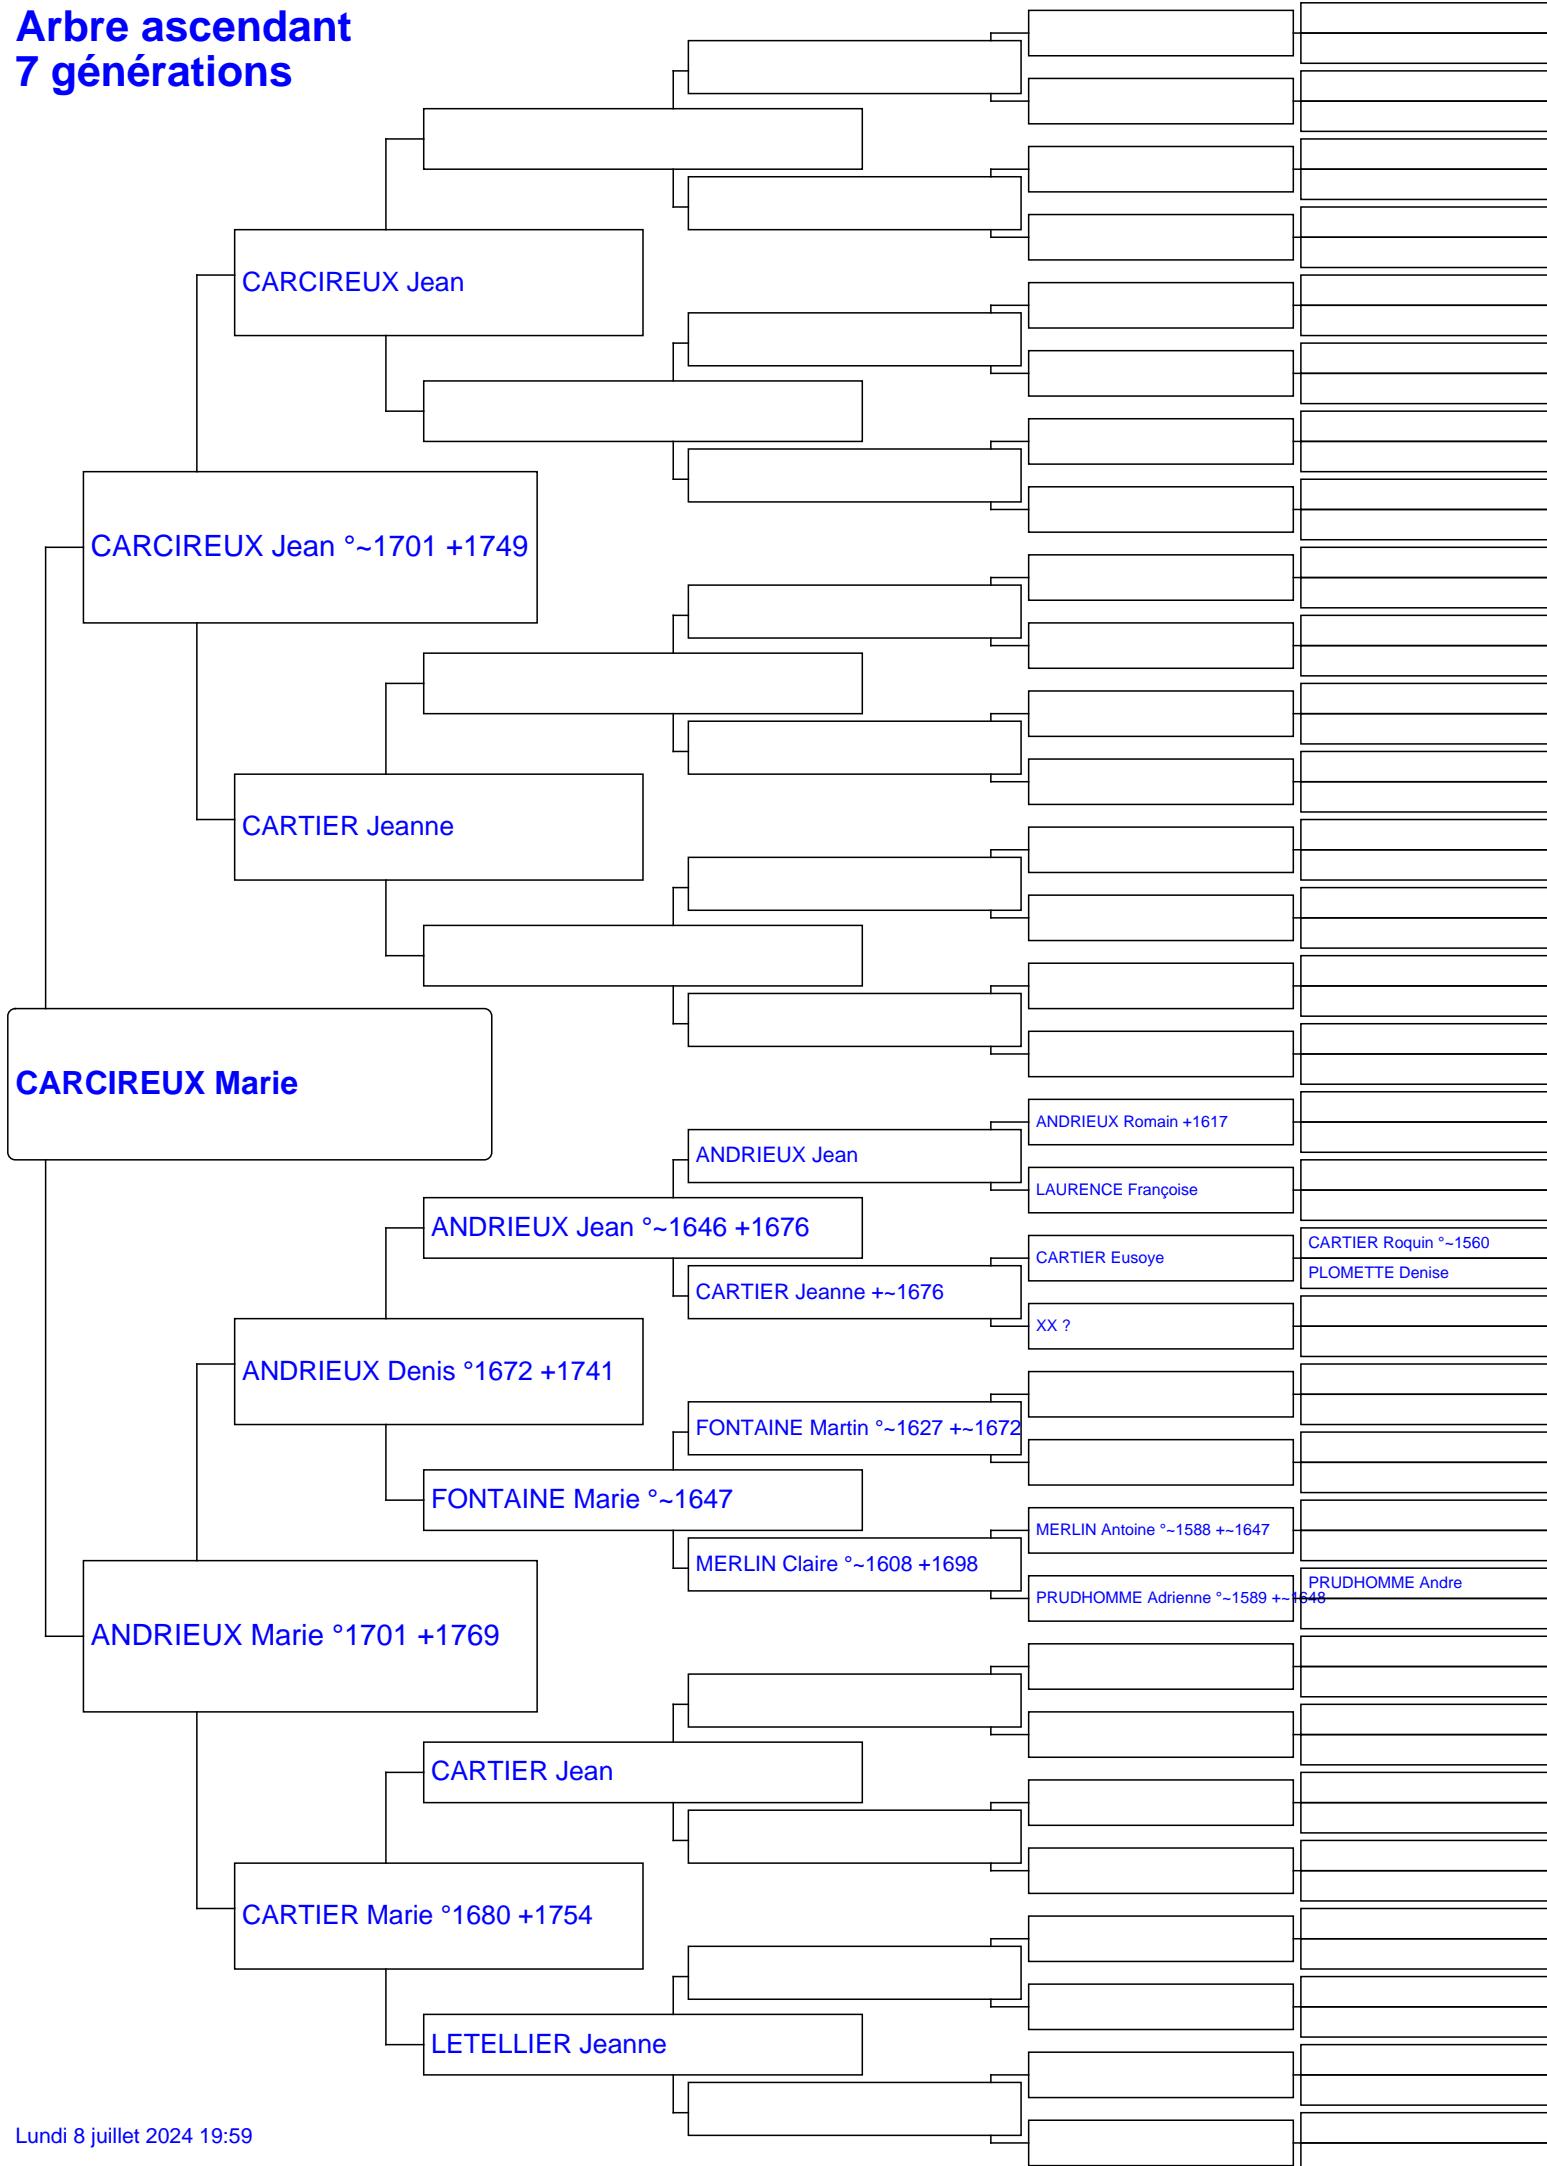 Arbre ascendant
7 générations
CARCIREUX Jean
CARCIREUX Jean °~1701 +1749
CARTIER Jeanne
CARCIREUX Marie
ANDRIEUX Romain +1617
ANDRIEUX Jean
LAURENCE Françoise
ANDRIEUX Jean °~1646 +1676
CARTIER Roquin °~1560
CARTIER Eusoye
PLOMETTE Denise
CARTIER Jeanne +~1676
XX ?
ANDRIEUX Denis °1672 +1741
FONTAINE Martin °~1627 +~1672
FONTAINE Marie °~1647
MERLIN Antoine °~1588 +~1647
MERLIN Claire °~1608 +1698
PRUDHOMME Andre
PRUDHOMME Adrienne °~1589 +~1648
ANDRIEUX Marie °1701 +1769
CARTIER Jean
CARTIER Marie °1680 +1754
LETELLIER Jeanne
Lundi 8 juillet 2024 19:59